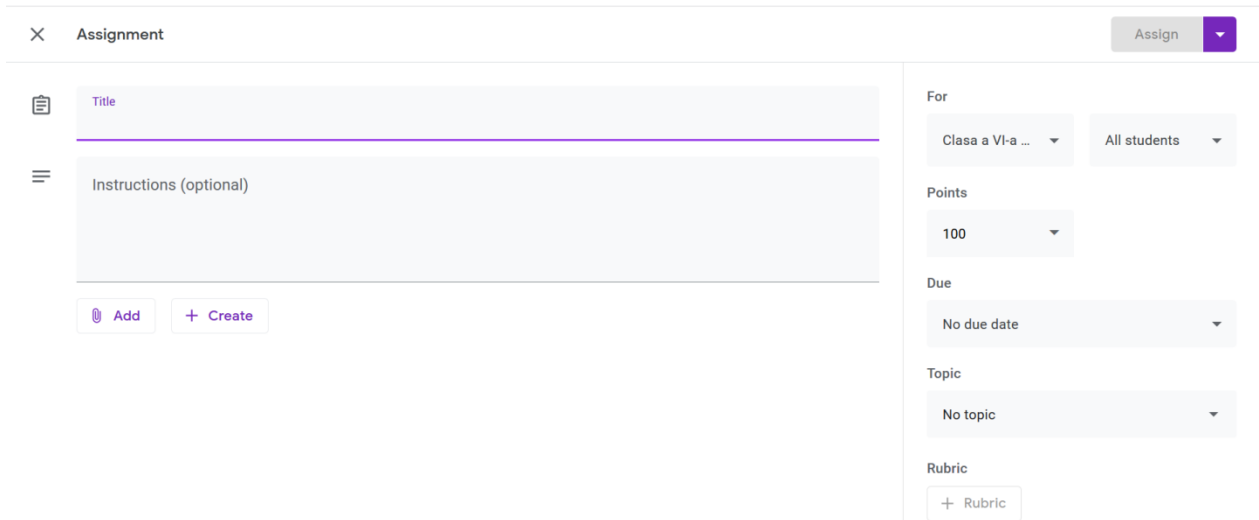 Assignment
Assign
Title
Instructions (optional)
Add
Create
For
Clasa a VI-a ...
All students
Points
100
Due
No due date
Topic
No topic
Rubric
+ Rubric